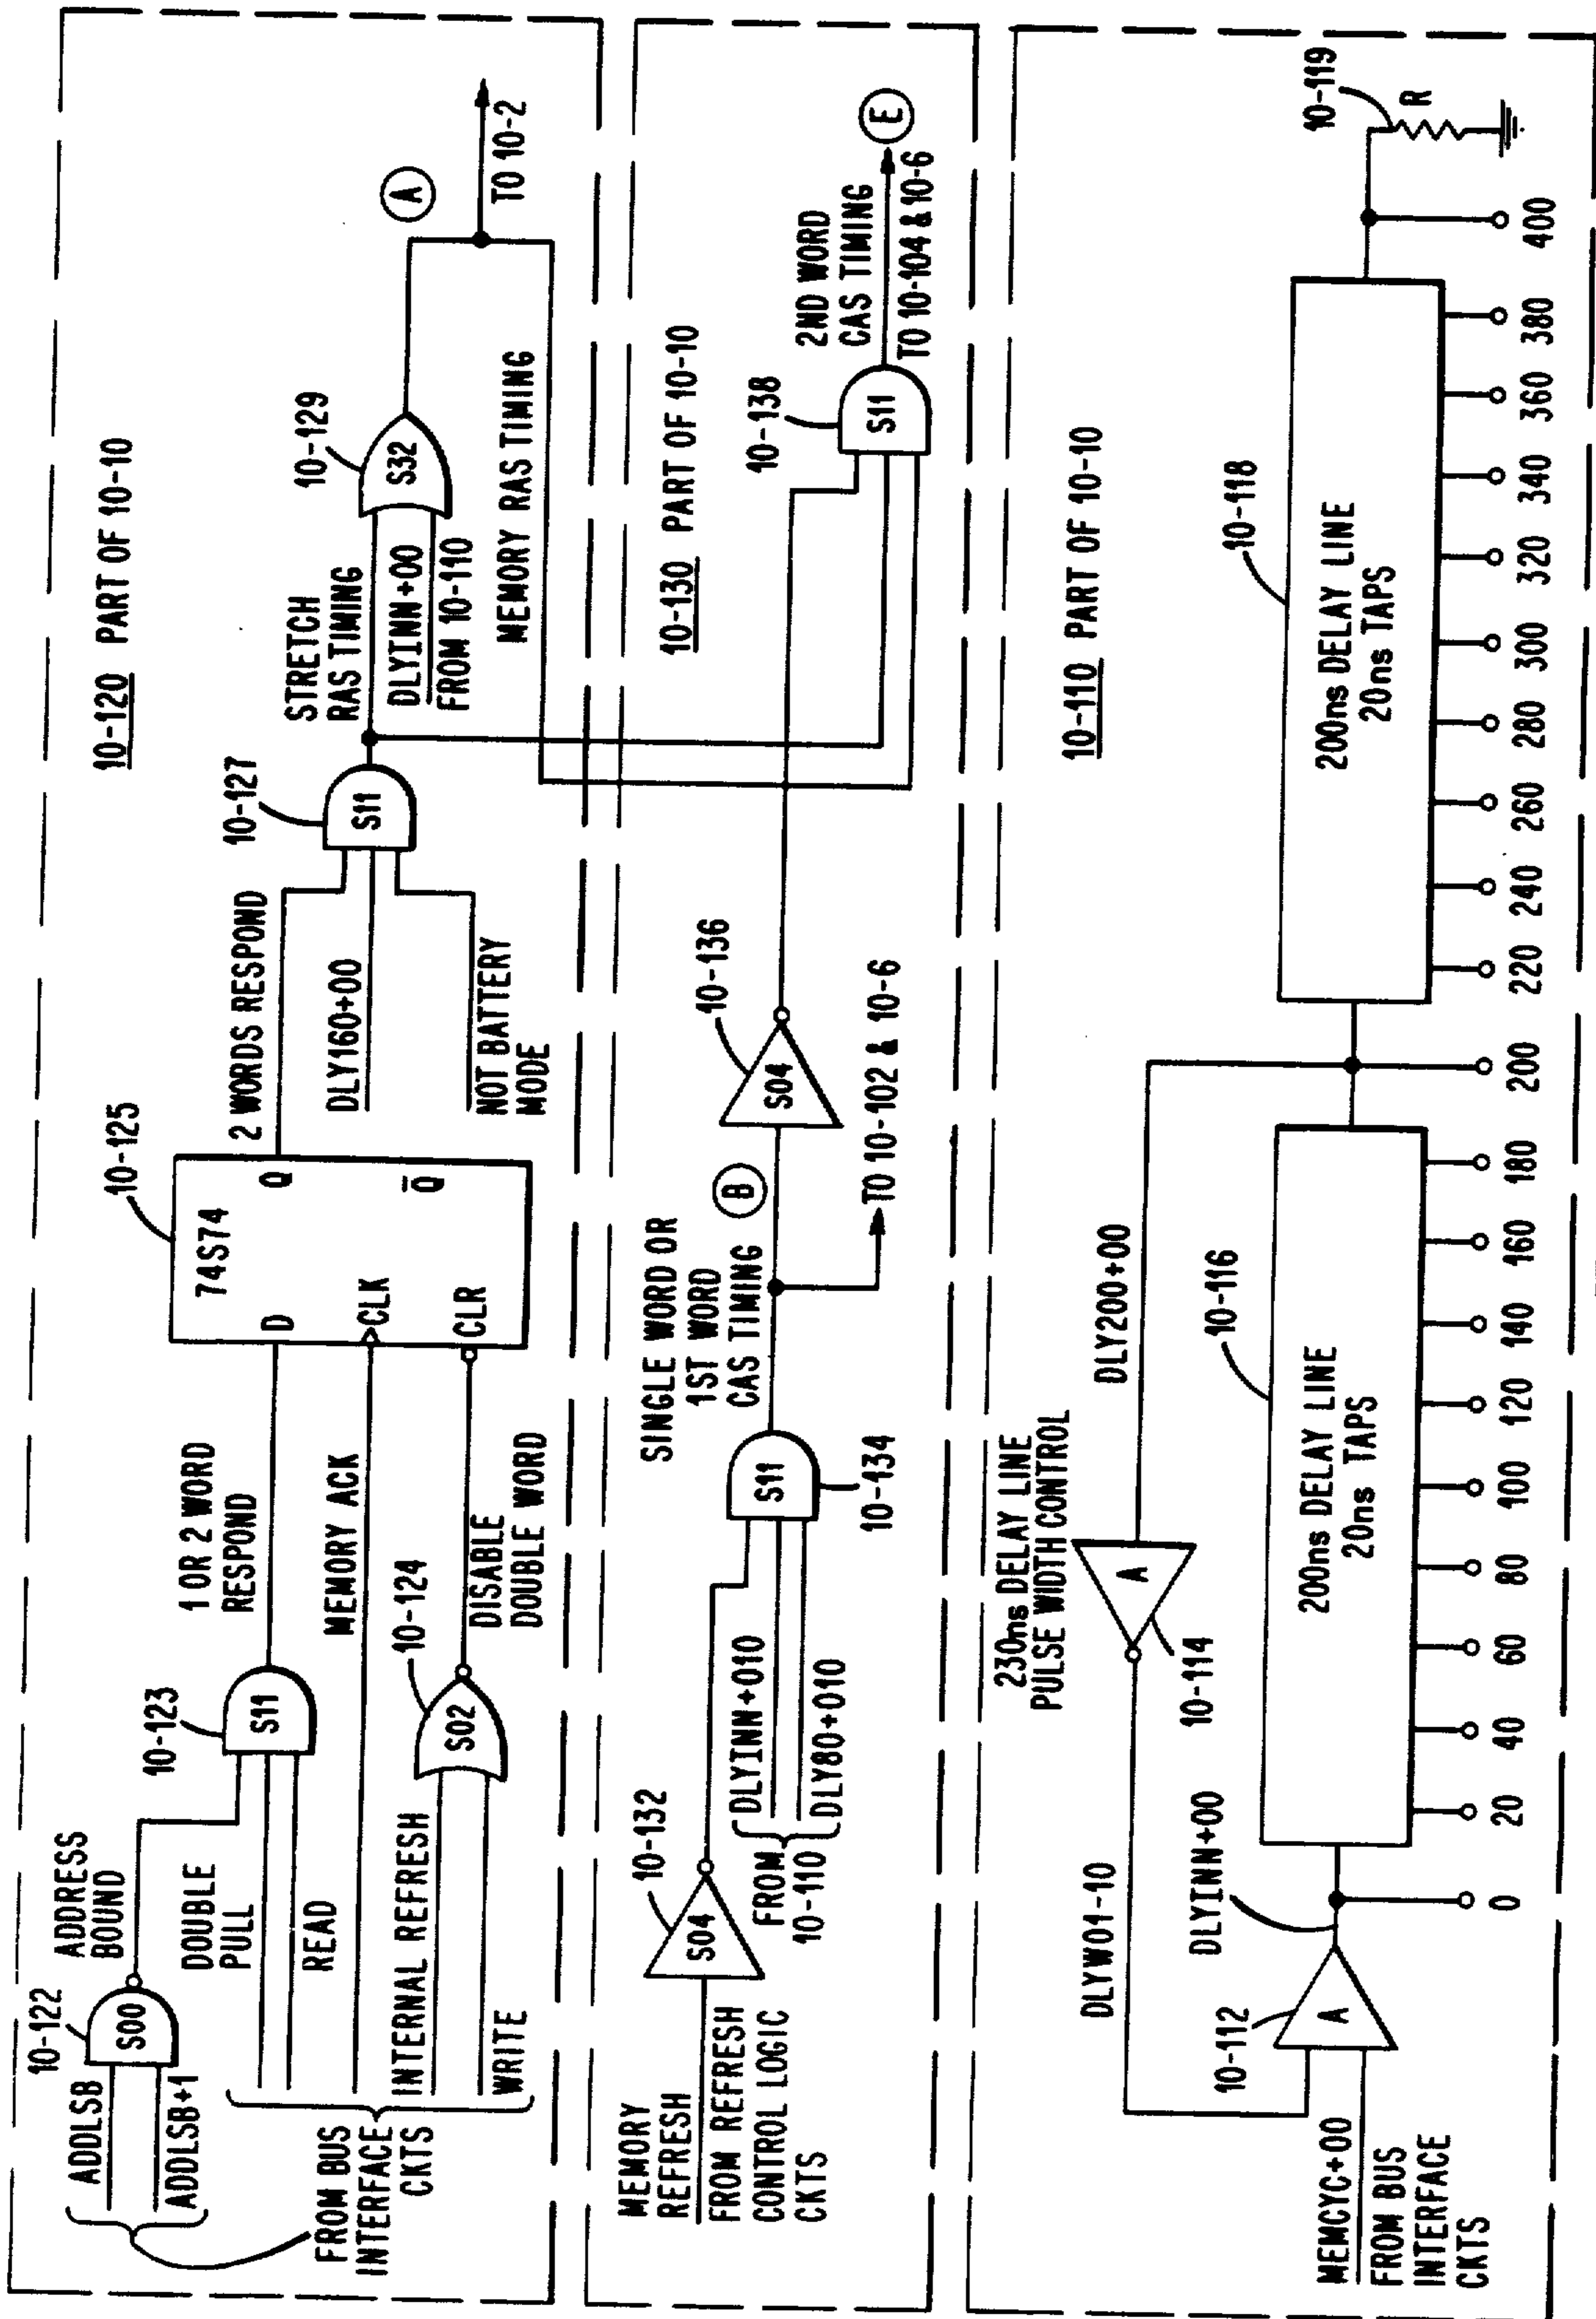 10-120 PART OF 10-10
10-122
S00
ADDLSB
ADDLSB+1
ADDRESS
BOUND
DOUBLE
PULL
READ
FROM BUS
INTERFACE
CKTS
10-123
S11
1 OR 2 WORD
RESPOND
MEMORY ACK
INTERNAL REFRESH
WRITE
10-124
S02
DISABLE
DOUBLE WORD
10-125
74S74
D
CLK
CLR
Q
Q̅
2 WORDS RESPOND
DLY160+00
NOT BATTERY
MODE
10-127
S11
STRETCH
RAS TIMING
DLYINN+00
FROM 10-110
10-129
S32
A
TO 10-2
MEMORY RAS TIMING
10-130 PART OF 10-10
MEMORY
REFRESH
FROM REFRESH
CONTROL LOGIC
CKTS
10-132
S04
DLYINN+010
FROM
10-110
DLY80+010
S11
10-134
SINGLE WORD OR
1ST WORD
CAS TIMING
B
TO 10-102 & 10-6
10-136
S04
10-138
S11
2ND WORD
CAS TIMING
E
TO 10-104 & 10-6
10-110 PART OF 10-10
230ns DELAY LINE
PULSE WIDTH CONTROL
A
10-114
DLY200+00
DLYW01-10
MEMCYC+00
FROM BUS
INTERFACE
CKTS
10-112
A
DLYINN+00
10-116
200ns DELAY LINE
20ns TAPS
10-118
200ns DELAY LINE
20ns TAPS
10-119
R
0 20 40 60 80 100 120 140 160 180 200 220 240 260 280 300 320 340 360 380 400